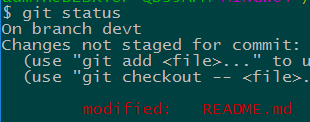 $ git status
On branch devt
Changes not staged for commit:
(use "git add <file>..." to u
(use "git checkout -- <file>.
modified: README.md